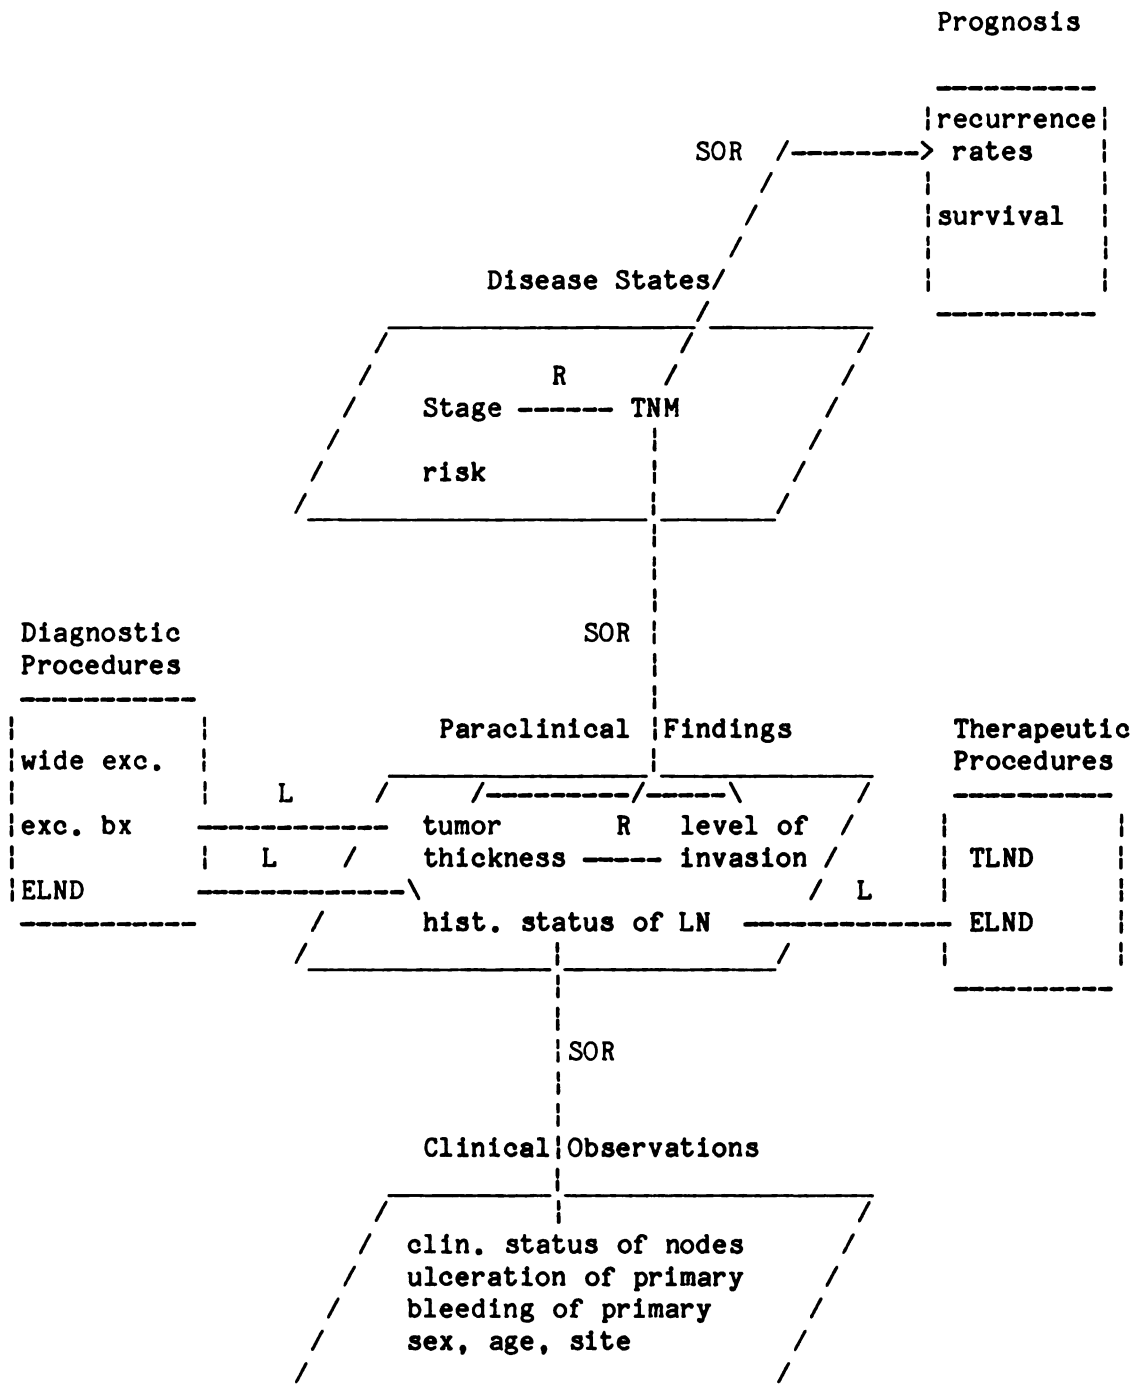 Prognosis
recurrence
SOR rates
survival
Disease States
R
Stage TNM
risk
Diagnostic SOR
Procedures
Paraclinical Findings Therapeutic
wide exc. Procedures
L
exc. bx tumor R level of
L thickness invasion TLND
ELND L
hist. status of LN ELND
SOR
Clinical Observations
clin. status of nodes
ulceration of primary
bleeding of primary
sex, age, site